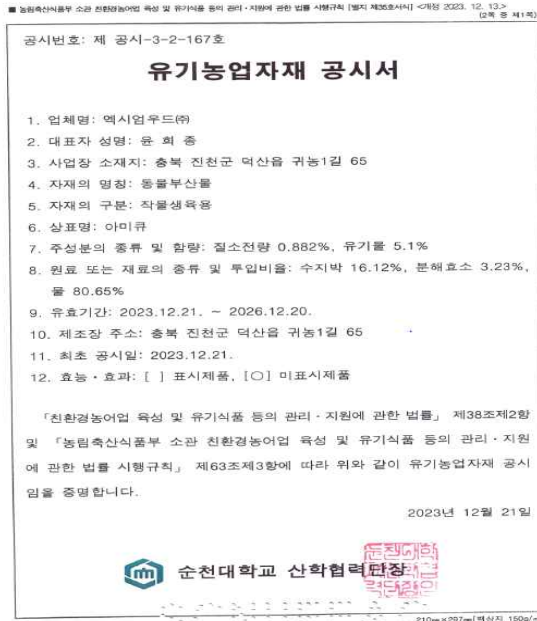 ■ 농림축산식품부 소관 친환경농어업 육성 및 유기식품 등의 관리ㆍ지원에 관한 법률 시행규칙 [별지 제38호서식] <개정 2023. 12. 13.>
(2쪽 중 제1쪽)
공시번호: 제 공시-3-2-167호
유기농업자재 공시서
1. 업체명: 멕시엄우드㈜
2. 대표자 성명: 윤 희 종
3. 사업장 소재지: 충북 진천군 덕산읍 귀농1길 65
4. 자재의 명칭: 동물부산물
5. 자재의 구분: 작물생육용
6. 상표명: 아미큐
7. 주성분의 종류 및 함량: 질소전량 0.882%, 유기물 5.1%
8. 원료 또는 재료의 종류 및 투입비율: 수지박 16.12%, 분해효소 3.23%,
물 80.65%
9. 유효기간: 2023.12.21. ~ 2026.12.20.
10. 제조장 주소: 충북 진천군 덕산읍 귀농1길 65
11. 최초 공시일: 2023.12.21.
12. 효능ㆍ효과: [ ] 표시제품, [○] 미표시제품
「친환경농어업 육성 및 유기식품 등의 관리ㆍ지원에 관한 법률」 제38조제2항
및 「농림축산식품부 소관 친환경농어업 육성 및 유기식품 등의 관리ㆍ지원
에 관한 법률 시행규칙」 제63조제3항에 따라 위와 같이 유기농업자재 공시
임을 증명합니다.
2023년 12월 21일
순천대학교 산학협력단장
210㎜×297㎜[백상지 150g/